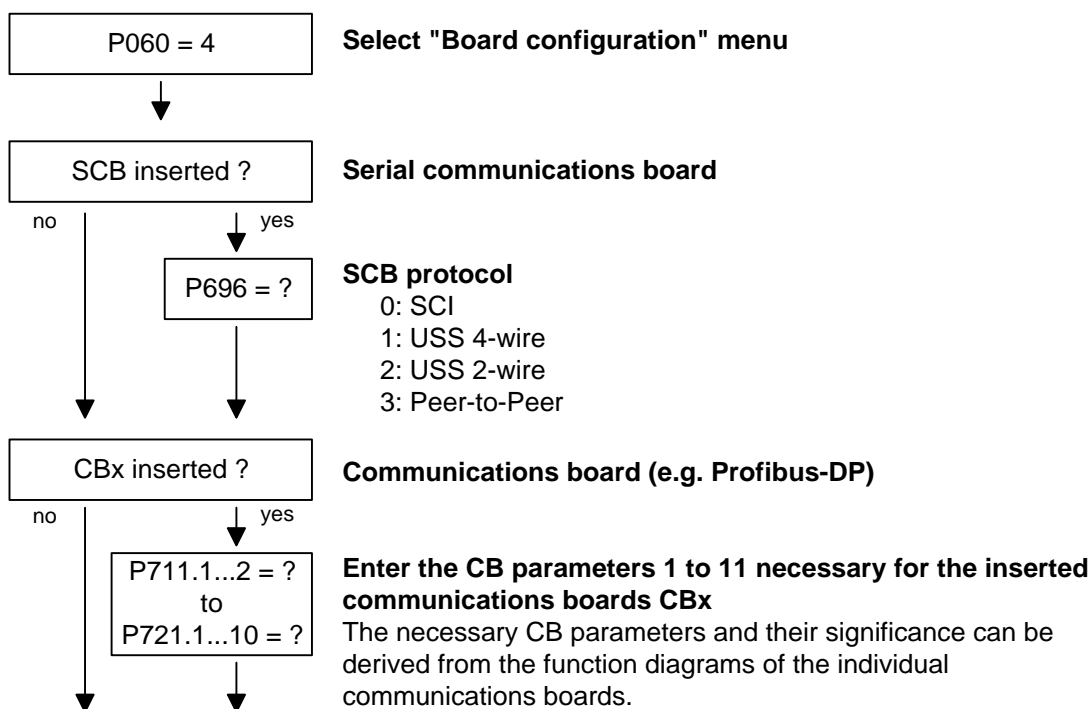 P060 = 4
Select "Board configuration" menu
SCB inserted ?
Serial communications board
no
yes
P696 = ?
SCB protocol
0: SCI
1: USS 4-wire
2: USS 2-wire
3: Peer-to-Peer
CBx inserted ?
Communications board (e.g. Profibus-DP)
no
yes
P711.1...2 = ?
to
P721.1...10 = ?
Enter the CB parameters 1 to 11 necessary for the inserted
communications boards CBx
The necessary CB parameters and their significance can be
derived from the function diagrams of the individual
communications boards.